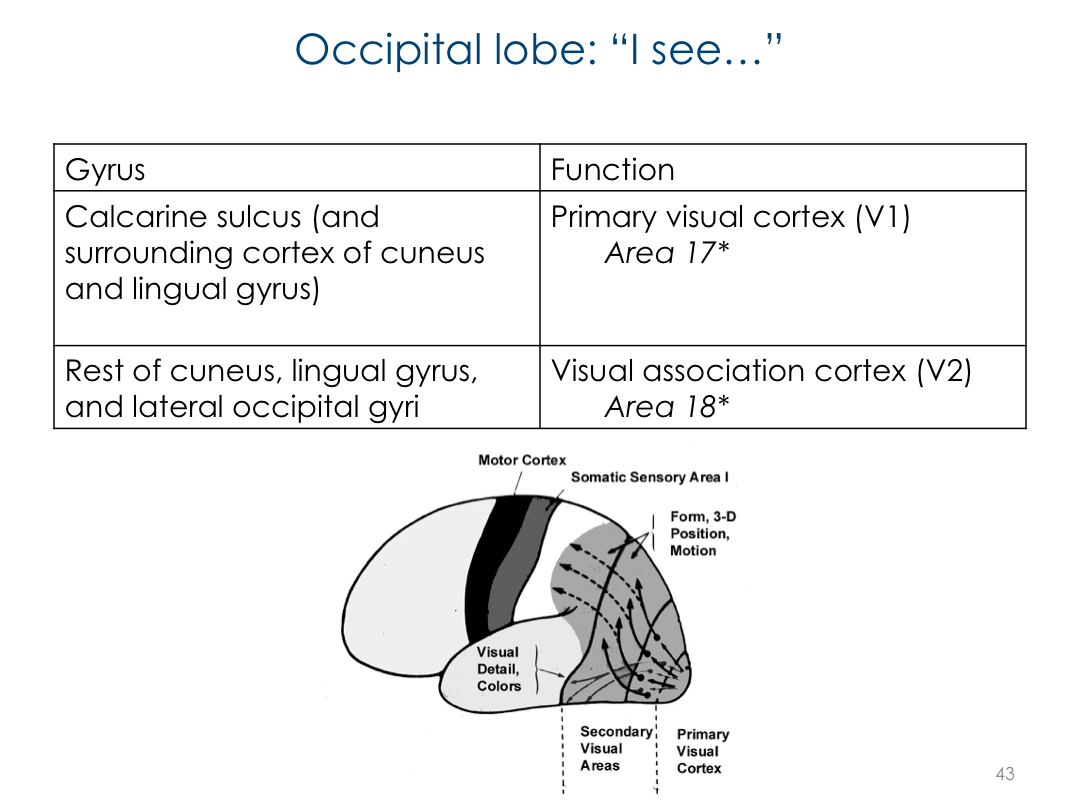 Occipital lobe: “I see…”
Gyrus
Function
Calcarine sulcus (and
surrounding cortex of cuneus
and lingual gyrus)
Primary visual cortex (V1)
Area 17*
Rest of cuneus, lingual gyrus,
and lateral occipital gyri
Visual association cortex (V2)
Area 18*
Motor Cortex
Somatic Sensory Area I
Form, 3-D
Position,
Motion
Visual
Detail,
Colors
Secondary
Visual
Areas
Primary
Visual
Cortex
43